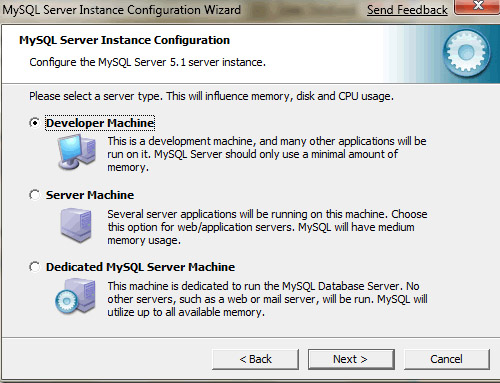 MySQL Server Instance Configuration Wizard
Send Feedback
MySQL Server Instance Configuration
Configure the MySQL Server 5.1 server instance.
Please select a server type. This will influence memory, disk and CPU usage.
Developer Machine
This is a development machine, and many other applications will be
run on it. MySQL Server should only use a minimal amount of
memory.
Server Machine
Several server applications will be running on this machine. Choose
this option for web/application servers. MySQL will have medium
memory usage.
Dedicated MySQL Server Machine
This machine is dedicated to run the MySQL Database Server. No
other servers, such as a web or mail server, will be run. MySQL will
utilize up to all available memory.
< Back
Next >
Cancel